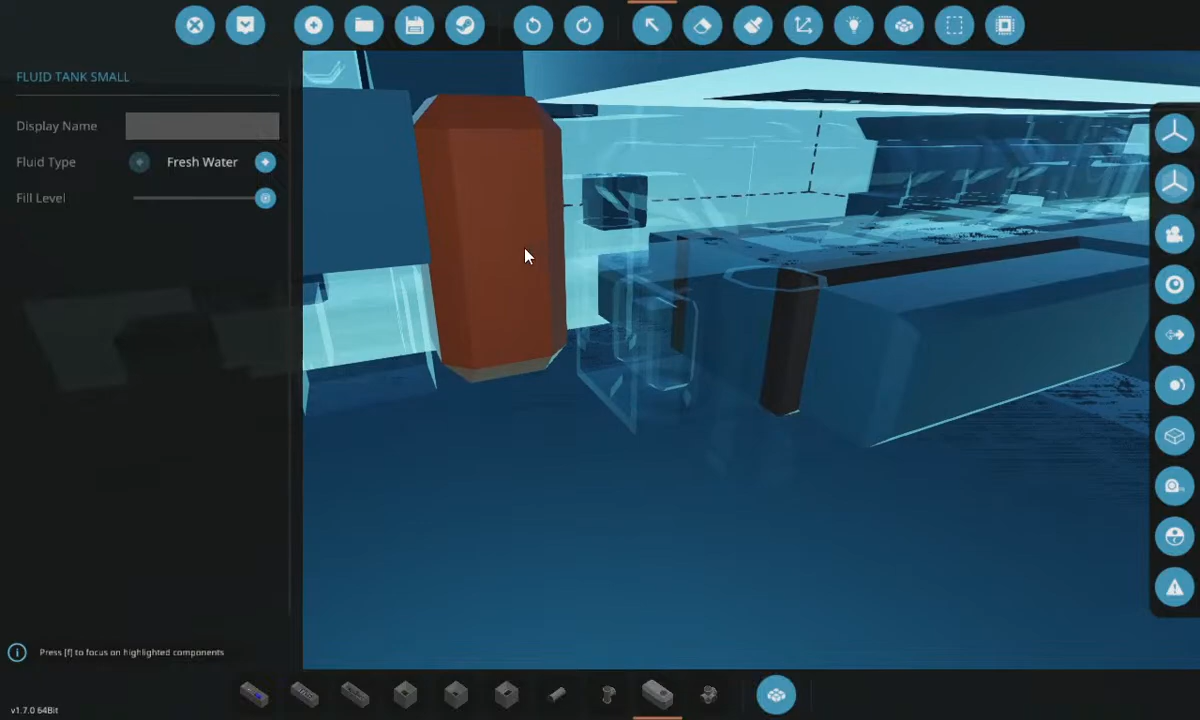 FLUID TANK SMALL
Display Name
Fluid Type Fresh Water
Fill Level
Press [f] to focus on highlighted components
v1.7.0 64Bit